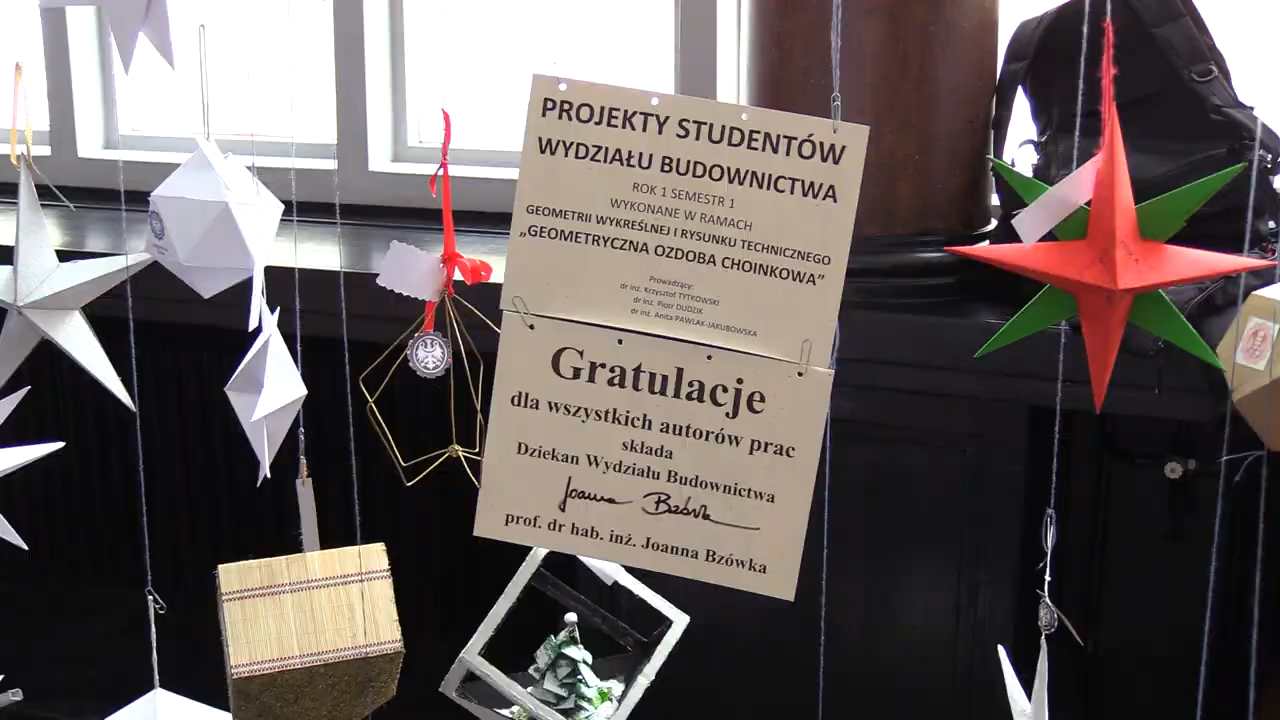 PROJEKTY STUDENTÓW
WYDZIAŁU BUDOWNICTWA
ROK 1 SEMESTR 1
WYKONANE W RAMACH
GEOMETRII WYKREŚLNEJ I RYSUNKU TECHNICZNEGO
„GEOMETRYCZNA OZDOBA CHOINKOWA”
Prowadzący:
dr inż. Krzysztof TYTKOWSKI
dr inż. Piotr DUDZIK
dr inż. Anita PAWLAK-JAKUBOWSKA
Gratulacje
dla wszystkich autorów prac
składa
Dziekan Wydziału Budownictwa
Joanna Bzówka
prof. dr hab. inż. Joanna Bzówka